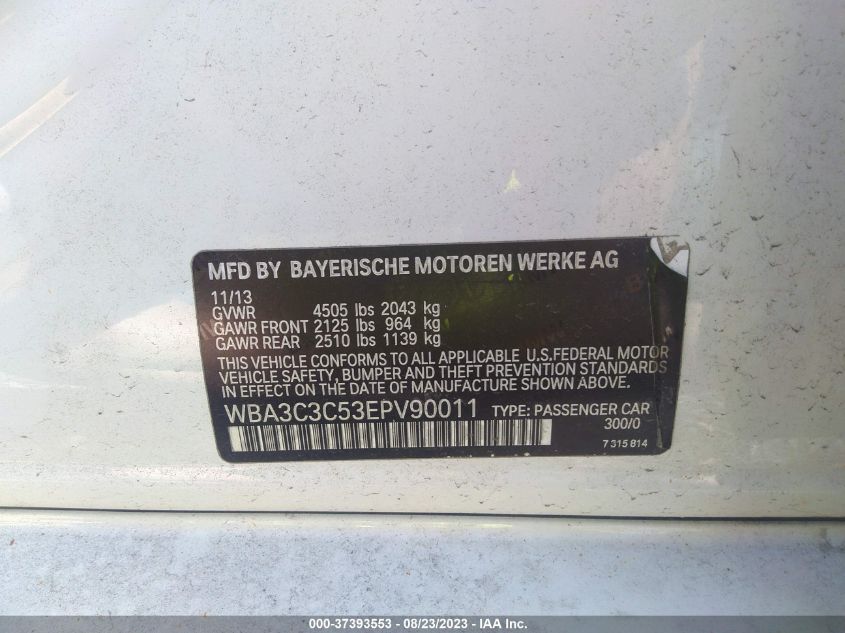 MFD BY BAYERISCHE MOTOREN WERKE AG
11/13
GVWR 4505 lbs 2043 kg
GAWR FRONT 2125 lbs 964 kg
GAWR REAR 2510 lbs 1139 kg
THIS VEHICLE CONFORMS TO ALL APPLICABLE U.S.FEDERAL MOTOR
VEHICLE SAFETY, BUMPER AND THEFT PREVENTION STANDARDS
IN EFFECT ON THE DATE OF MANUFACTURE SHOWN ABOVE.
WBA3C3C53EPV90011 TYPE: PASSENGER CAR
300/0
7 315 814
000-37393553 - 08/23/2023 - IAA Inc.